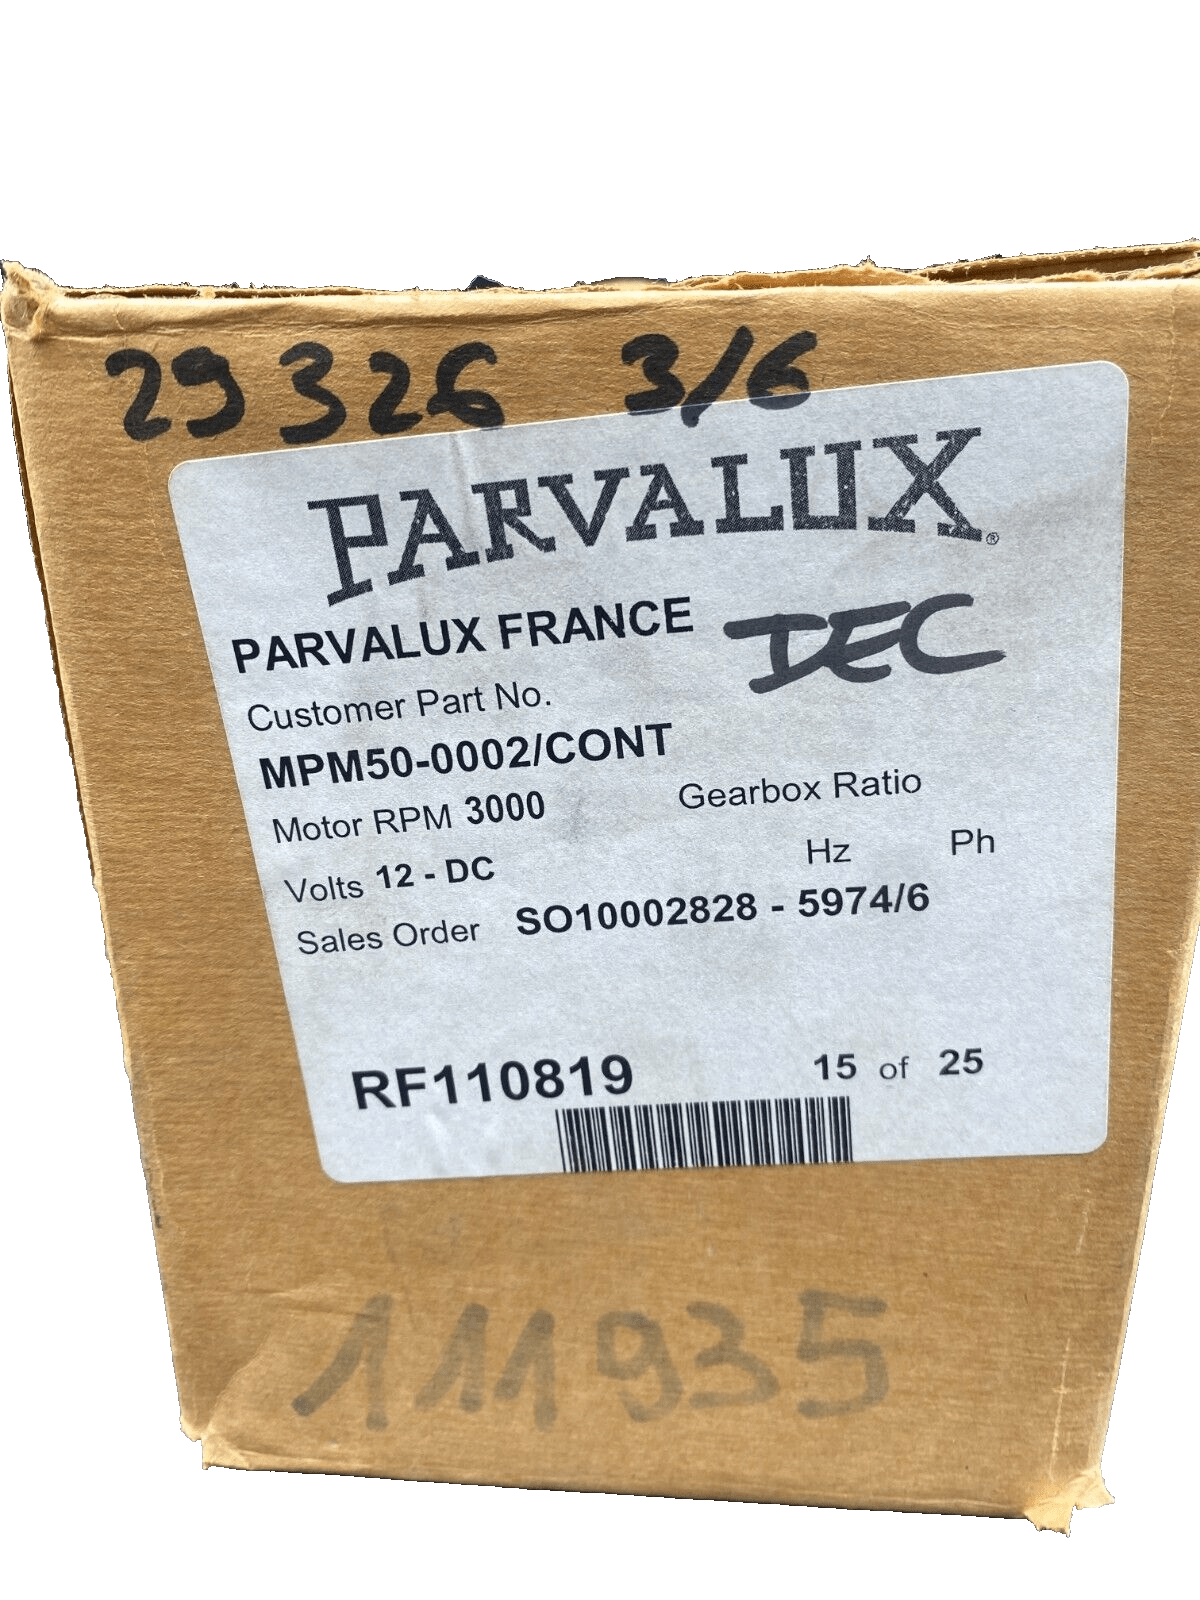 29326 3/6
PARVALUX®
PARVALUX FRANCE DEC
Customer Part No.
MPM50-0002/CONT
Motor RPM 3000 Gearbox Ratio
Volts 12 - DC Hz Ph
Sales Order SO10002828 - 5974/6
RF110819 15 of 25
111935